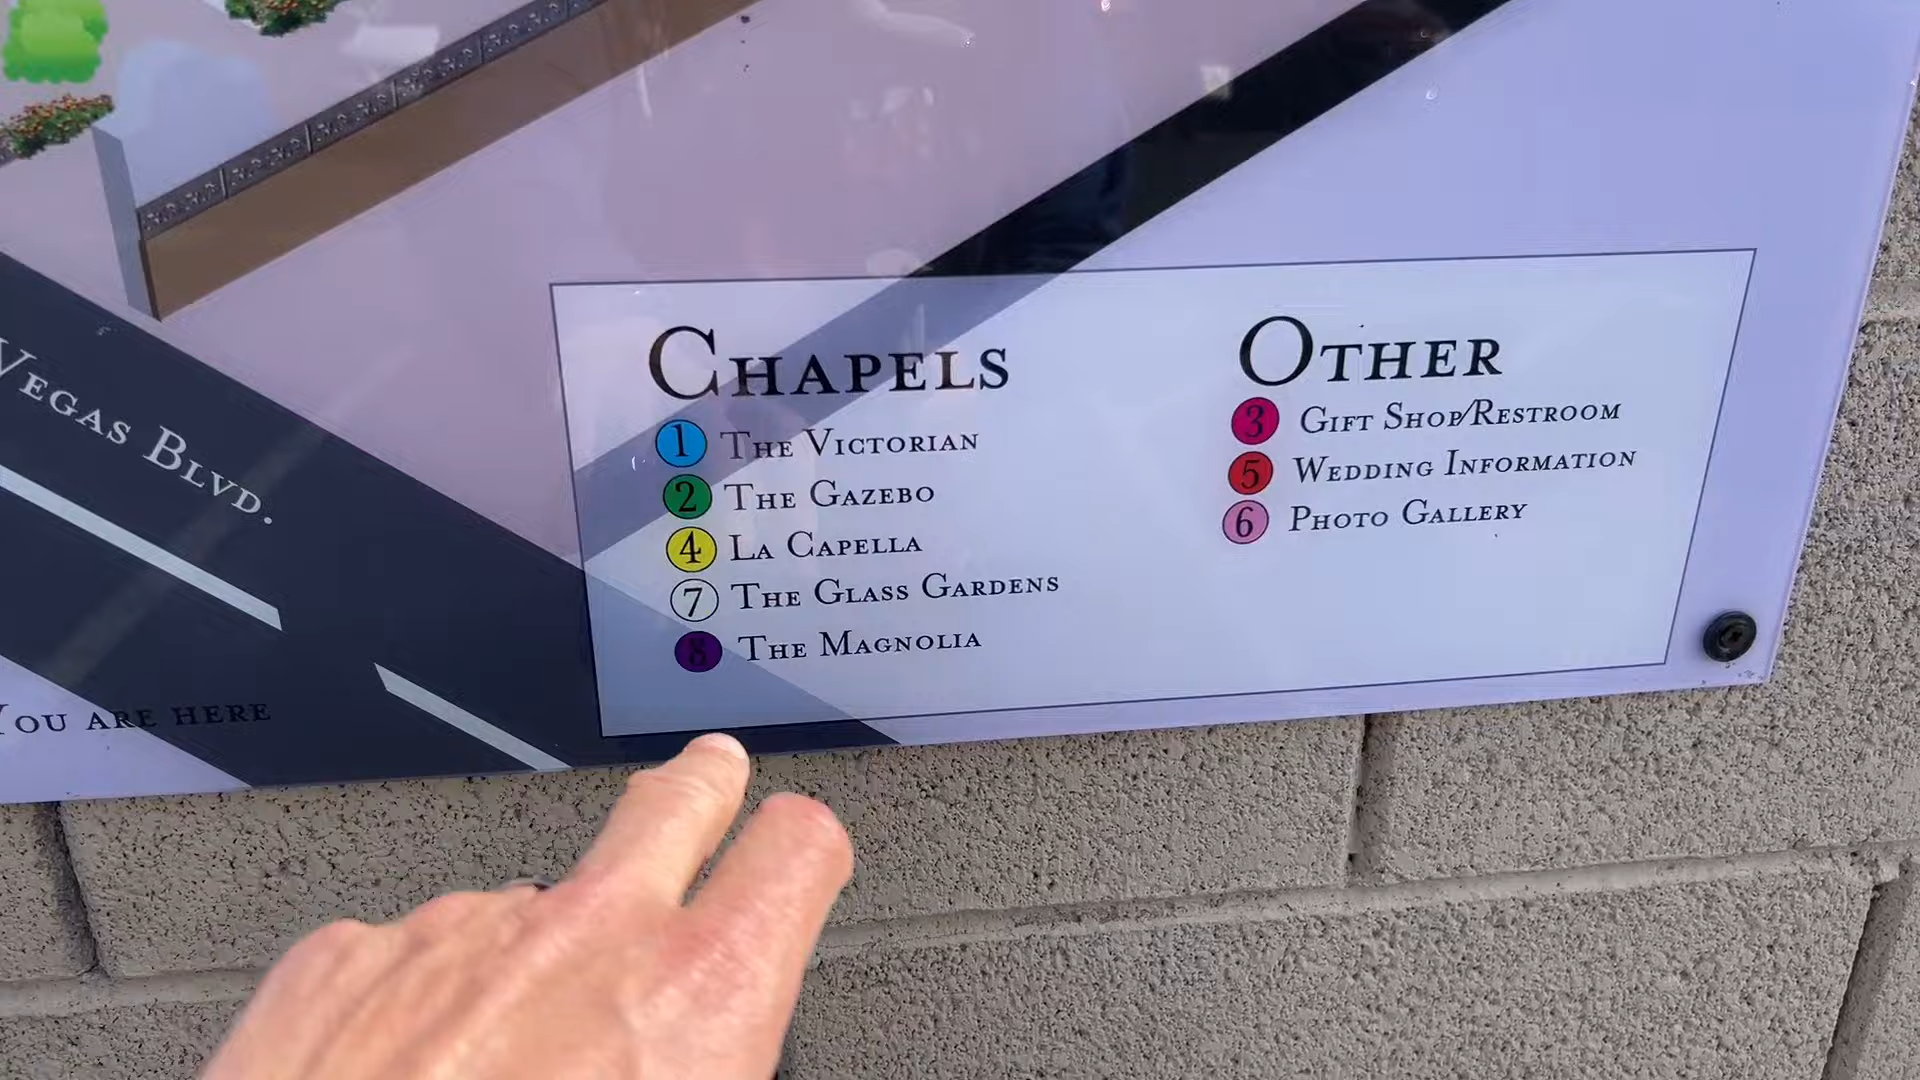 Vegas Blvd.
You are here
Chapels
1 The Victorian
2 The Gazebo
4 La Capella
7 The Glass Gardens
8 The Magnolia
Other
3 Gift Shop/Restroom
5 Wedding Information
6 Photo Gallery